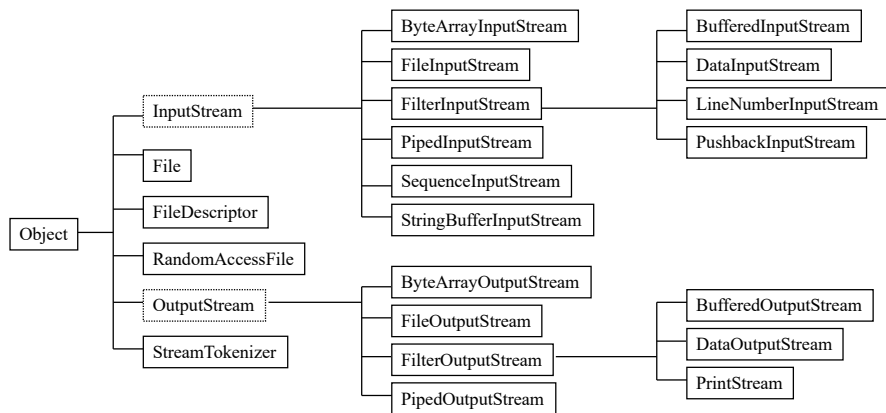 Object
InputStream
File
FileDescriptor
RandomAccessFile
OutputStream
StreamTokenizer
ByteArrayInputStream
FileInputStream
FilterInputStream
PipedInputStream
SequenceInputStream
StringBufferInputStream
BufferedInputStream
DataInputStream
LineNumberInputStream
PushbackInputStream
ByteArrayOutputStream
FileOutputStream
FilterOutputStream
PipedOutputStream
BufferedOutputStream
DataOutputStream
PrintStream